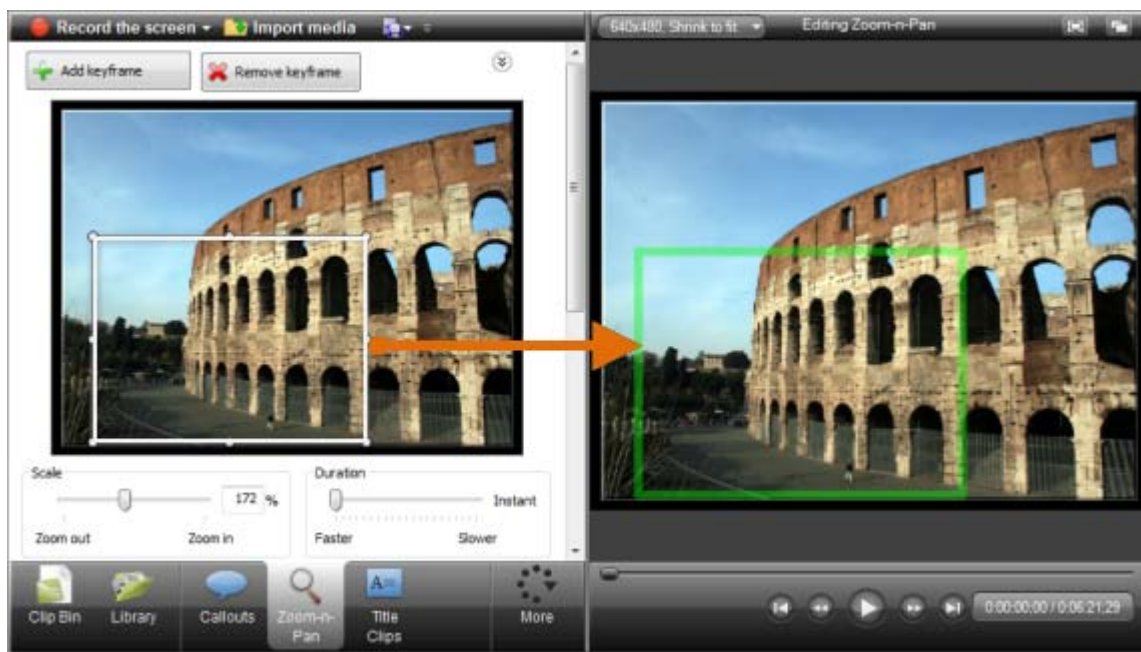 Record the screen
Import media
640x480, Shrink to fit
Editing Zoom-n-Pan
Add keyframe
Remove keyframe
Scale
Duration
172 %
Instant
Zoom out
Zoom in
Faster
Slower
Clip Bin
Library
Callouts
Zoom-n-
Pan
Title
Clips
More
0:00:00;00 / 0:06:21;29